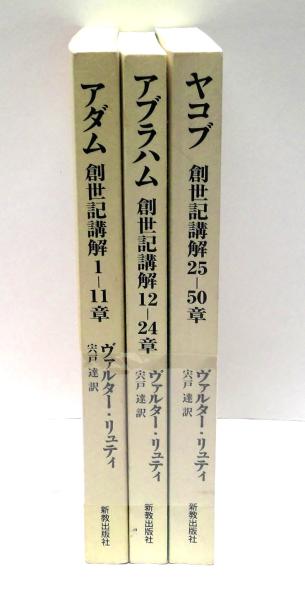 アダム 創世記講解1―11章
ヴァルター・リュティ
宍戸 達 訳
アブラハム 創世記講解12―24章
ヴァルター・リュティ
宍戸 達 訳
新教出版社
ヤコブ 創世記講解25―50章
ヴァルター・リュティ
宍戸 達 訳
新教出版社
新教出版社